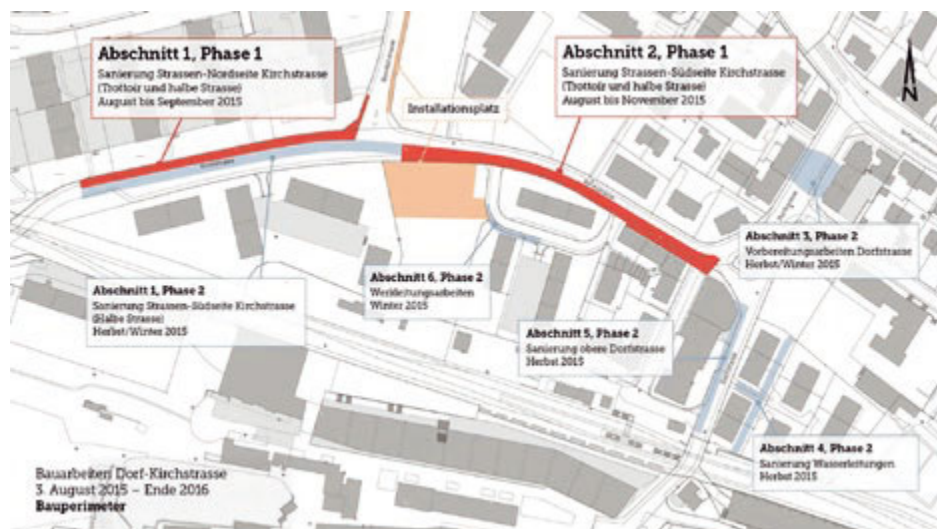 Abschnitt 1, Phase 1
Sanierung Strassen-Nordseite Kirchstrasse
(Trottoir und halbe Strasse)
August bis September 2015
Abschnitt 2, Phase 1
Sanierung Strassen-Südseite Kirchstrasse
(Trottoir und halbe Strasse)
August bis November 2015
Installationsplatz
Abschnitt 3, Phase 2
Vorbereitungsarbeiten Dorfstrasse
Herbst/Winter 2015
Abschnitt 6, Phase 2
Werkleitungsarbeiten
Winter 2015
Abschnitt 1, Phase 2
Sanierung Strassen-Südseite Kirchstrasse
(Halbe Strasse)
Herbst/Winter 2015
Abschnitt 5, Phase 2
Sanierung obere Dorfstrasse
Herbst 2015
Abschnitt 4, Phase 2
Sanierung Wasserleitungen
Herbst 2015
Bauarbeiten Dorf-Kirchstrasse
3. August 2015 – Ende 2016
Bauperimeter